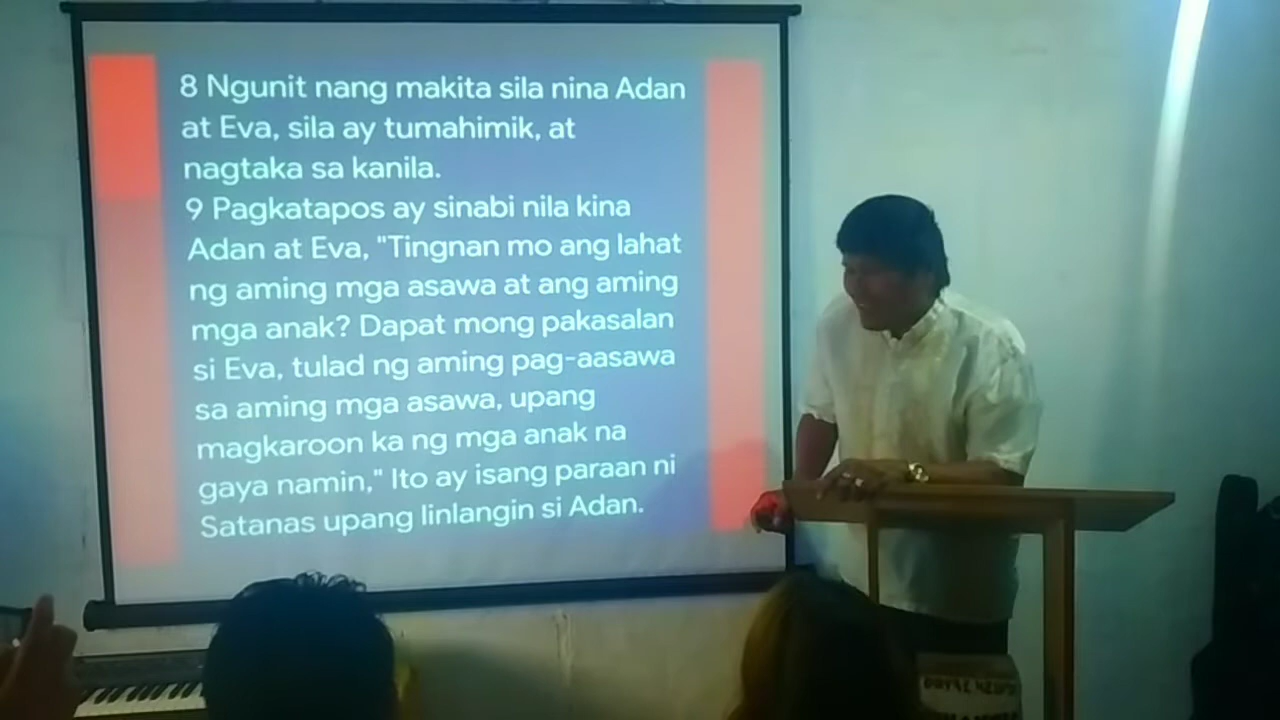 8 Ngunit nang makita sila nina Adan
at Eva, sila ay tumahimik, at
nagtaka sa kanila.
9 Pagkatapos ay sinabi nila kina
Adan at Eva, "Tingnan mo ang lahat
ng aming mga asawa at ang aming
mga anak? Dapat mong pakasalan
si Eva, tulad ng aming pag-aasawa
sa aming mga asawa, upang
magkaroon ka ng mga anak na
gaya namin," Ito ay isang paraan ni
Satanas upang linlangin si Adan.